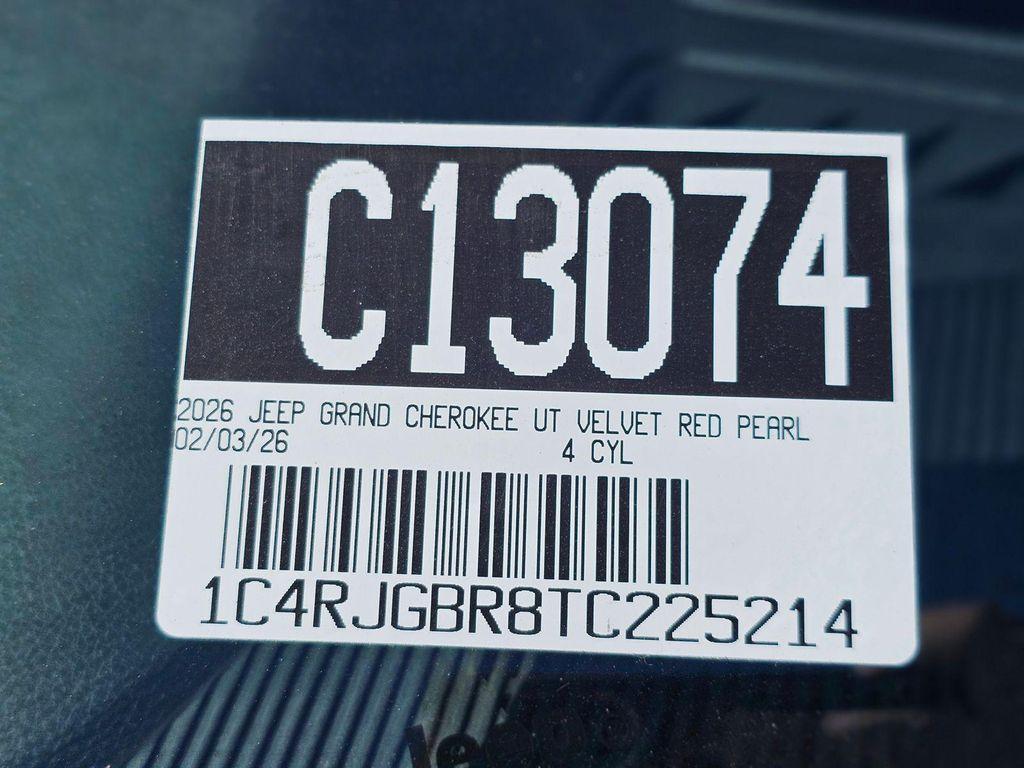 C13074
2026 JEEP GRAND CHEROKEE UT VELVET RED PEARL
02/03/26 4 CYL
1C4RJGBR8TC225214